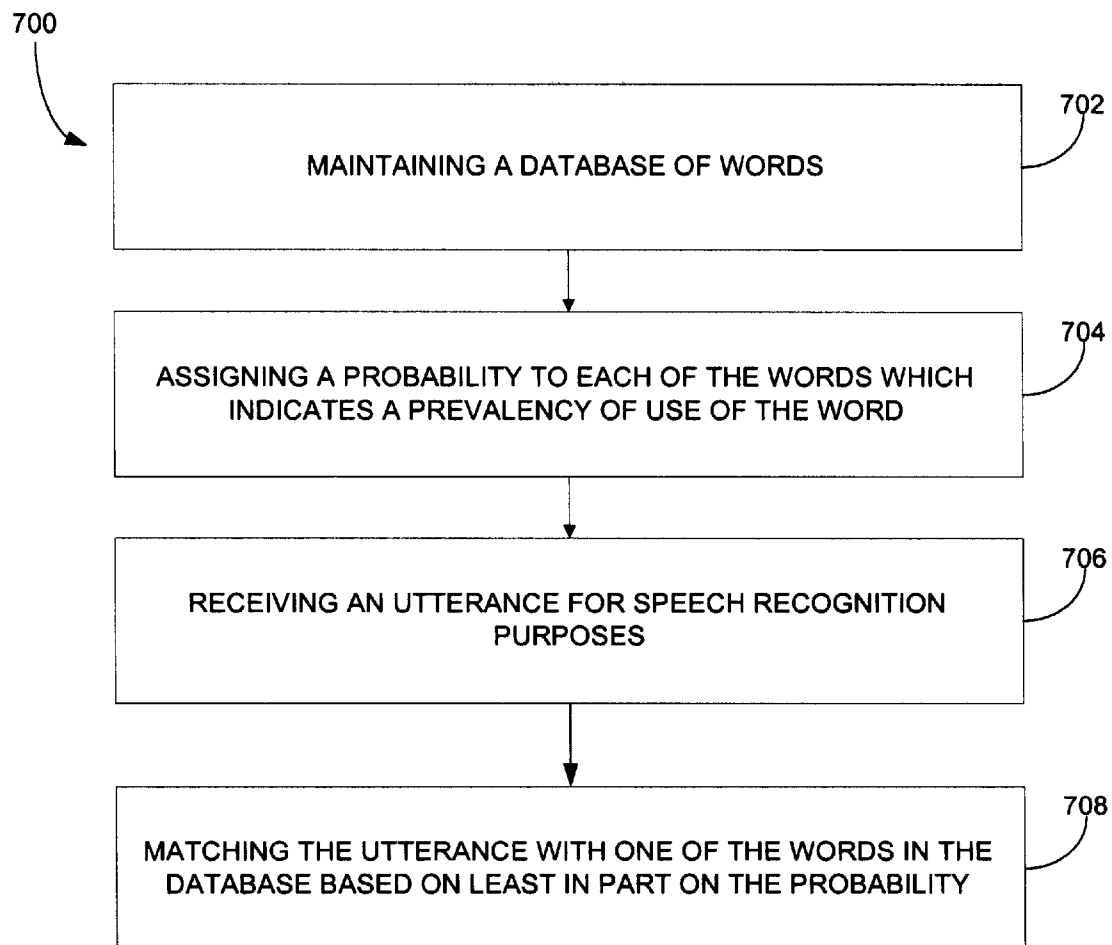 700
702
MAINTAINING A DATABASE OF WORDS
704
ASSIGNING A PROBABILITY TO EACH OF THE WORDS WHICH
INDICATES A PREVALENCY OF USE OF THE WORD
706
RECEIVING AN UTTERANCE FOR SPEECH RECOGNITION
PURPOSES
708
MATCHING THE UTTERANCE WITH ONE OF THE WORDS IN THE
DATABASE BASED ON LEAST IN PART ON THE PROBABILITY